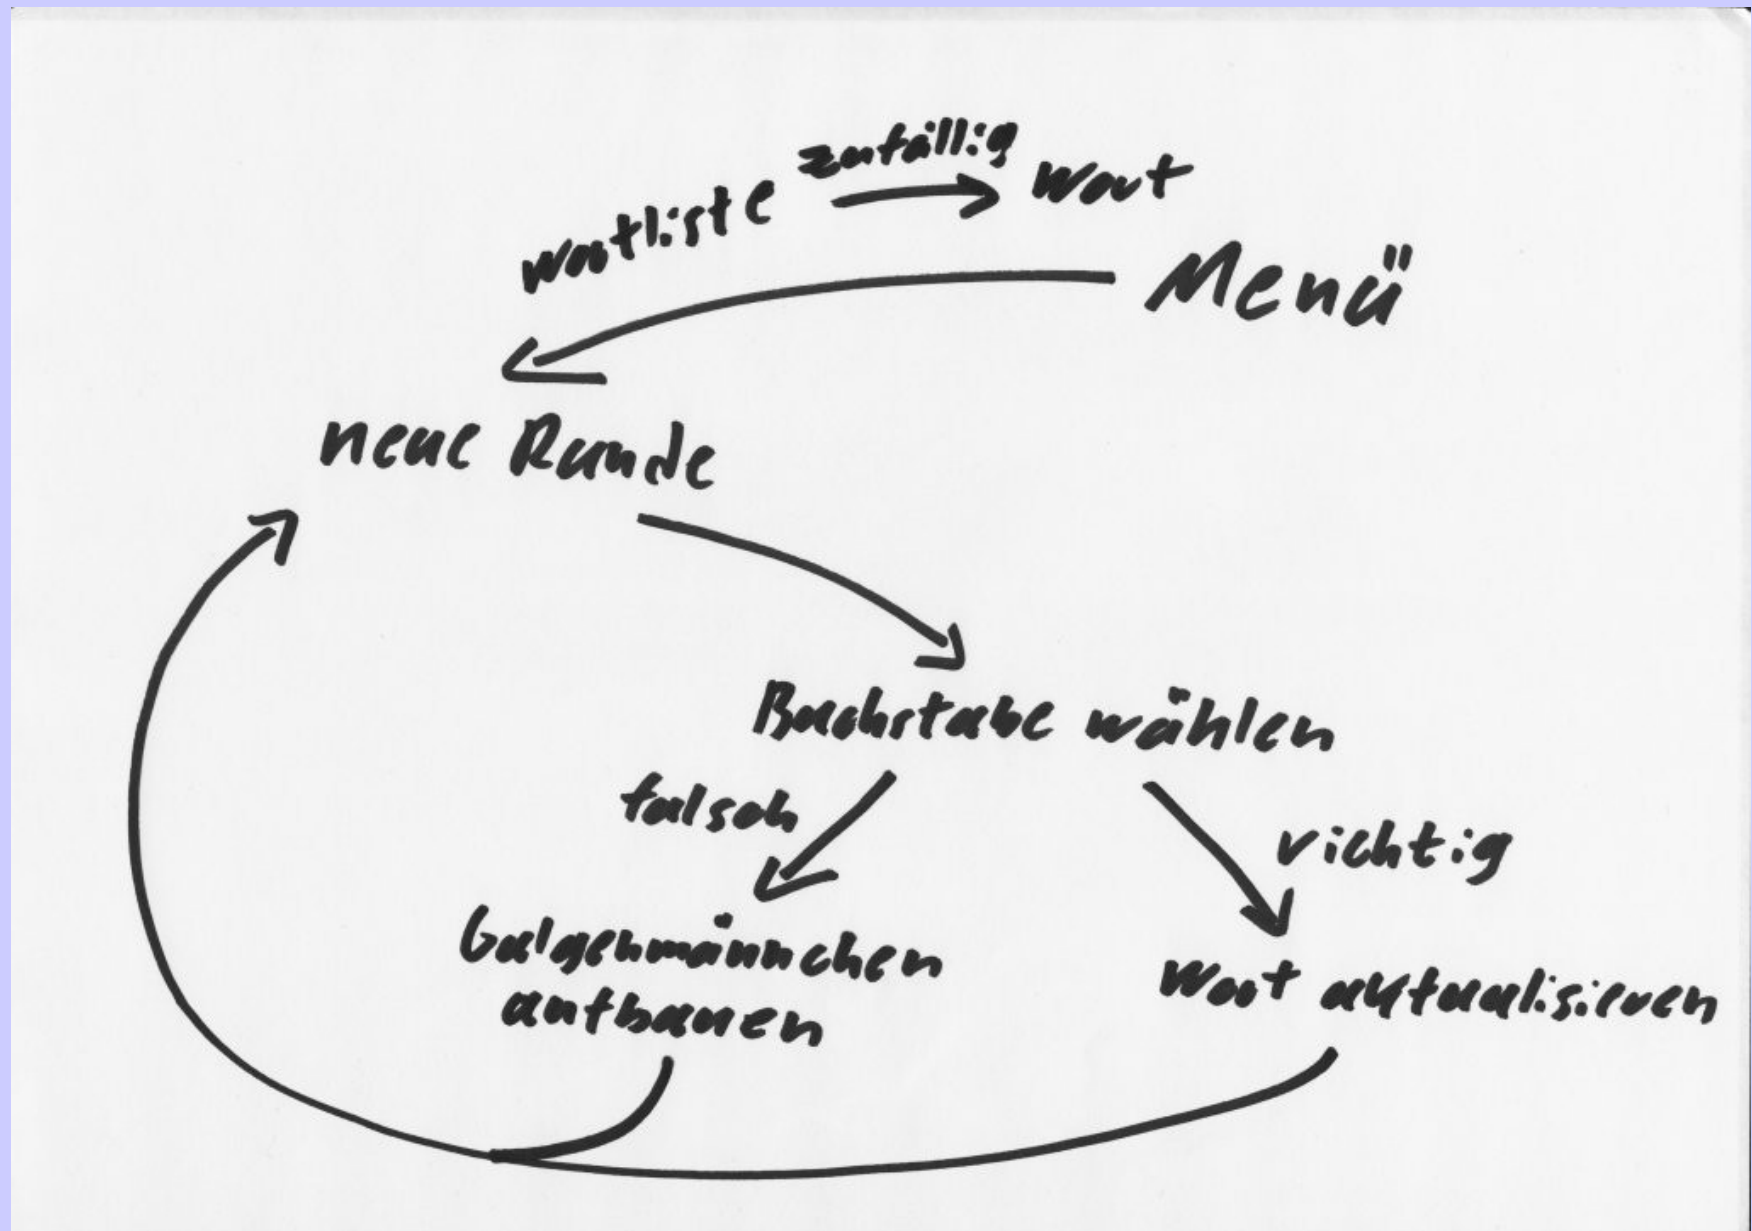 Wortliste zufällig Wort
Menü
neue Runde
Buchstabe wählen
falsch
richtig
Galgenmännchen
aufbauen
Wort aktualisieren